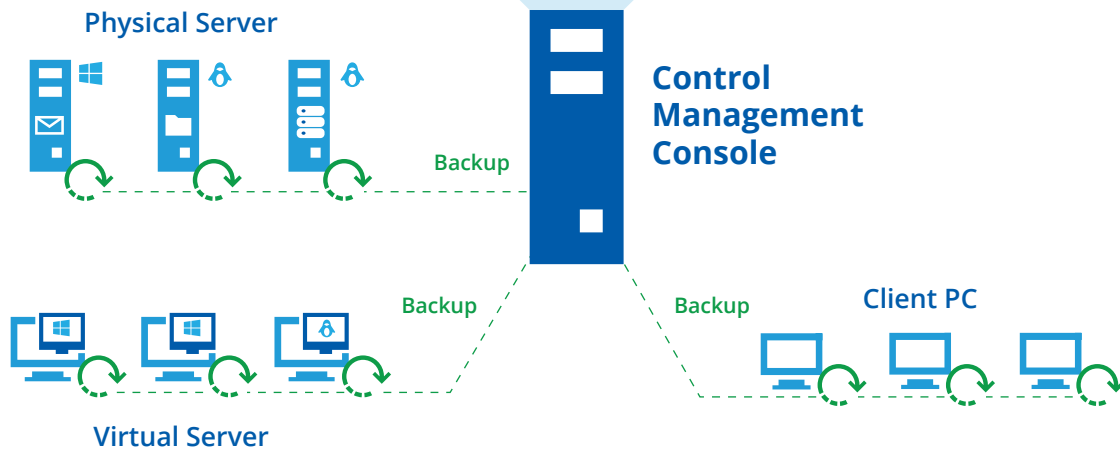 Physical Server
Control
Management
Console
Backup
Backup
Backup
Client PC
Virtual Server